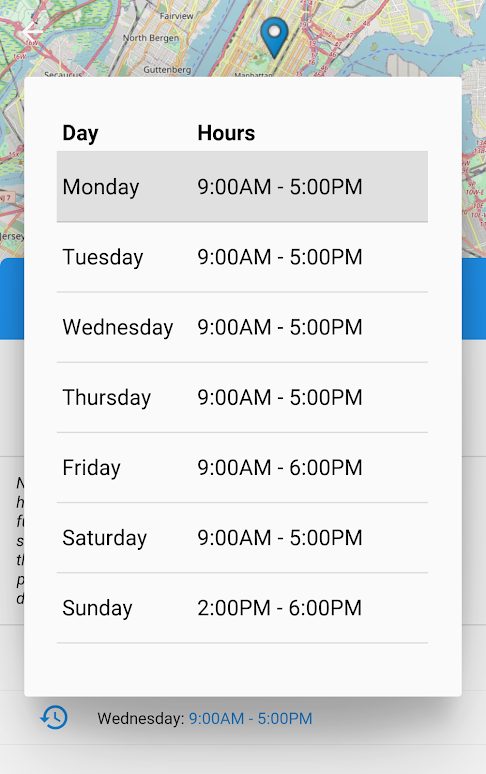 Fairview
North Bergen
Secaucus
Guttenberg
Manhattan
NJ 7
Jersey
Day Hours
Monday 9:00AM - 5:00PM
Tuesday 9:00AM - 5:00PM
Wednesday 9:00AM - 5:00PM
Thursday 9:00AM - 5:00PM
Friday 9:00AM - 6:00PM
Saturday 9:00AM - 5:00PM
Sunday 2:00PM - 6:00PM
Wednesday: 9:00AM - 5:00PM